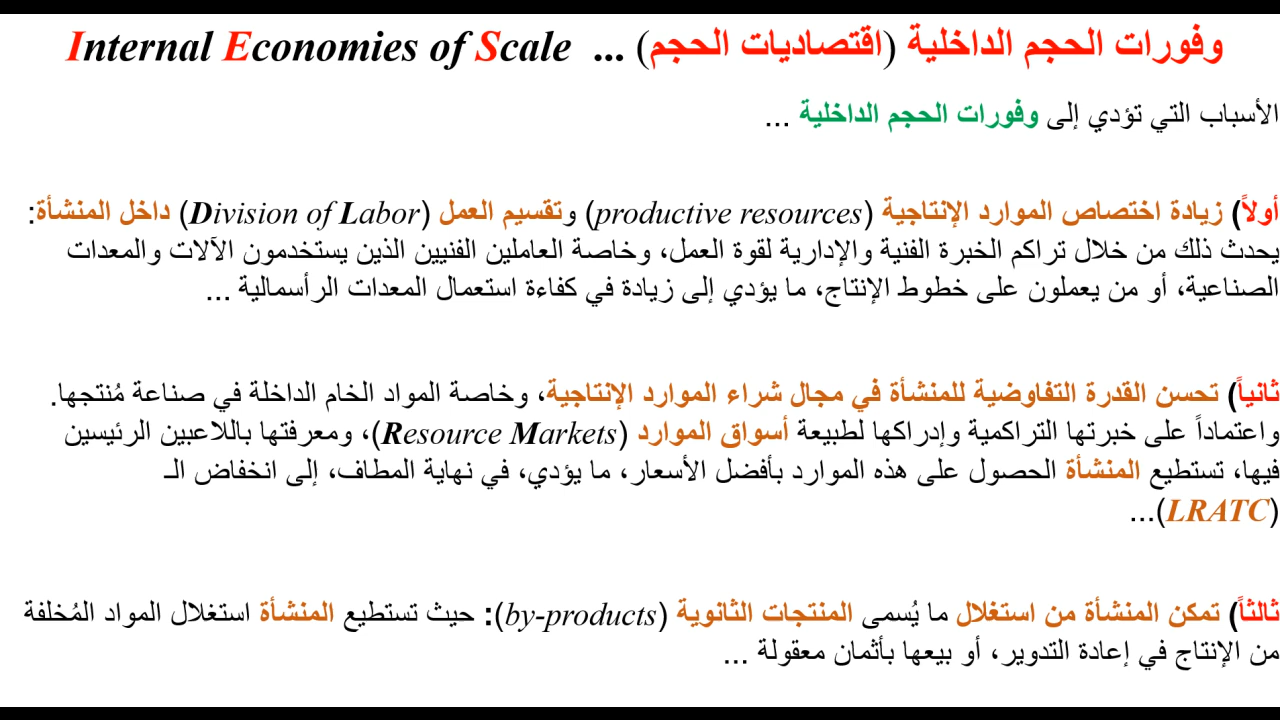 وفورات الحجم الداخلية (اقتصاديات الحجم) ... Internal Economies of Scale
الأسباب التي تؤدي إلى وفورات الحجم الداخلية ...
أولاً) زيادة اختصاص الموارد الإنتاجية (productive resources) وتقسيم العمل (Division of Labor) داخل المنشأة:
يحدث ذلك من خلال تراكم الخبرة الفنية والإدارية لقوة العمل، وخاصة العاملين الفنيين الذين يستخدمون الآلات والمعدات
الصناعية، أو من يعملون على خطوط الإنتاج، ما يؤدي إلى زيادة في كفاءة استعمال المعدات الرأسمالية ...
ثانياً) تحسن القدرة التفاوضية للمنشأة في مجال شراء الموارد الإنتاجية، وخاصة المواد الخام الداخلة في صناعة مُنتجها.
واعتماداً على خبرتها التراكمية وإدراكها لطبيعة أسواق الموارد (Resource Markets)، ومعرفتها باللاعبين الرئيسين
فيها، تستطيع المنشأة الحصول على هذه الموارد بأفضل الأسعار، ما يؤدي، في نهاية المطاف، إلى انخفاض الـ
(LRATC)...
ثالثاً) تمكن المنشأة من استغلال ما يُسمى المنتجات الثانوية (by-products): حيث تستطيع المنشأة استغلال المواد المُخلفة
من الإنتاج في إعادة التدوير، أو بيعها بأثمان معقولة ...